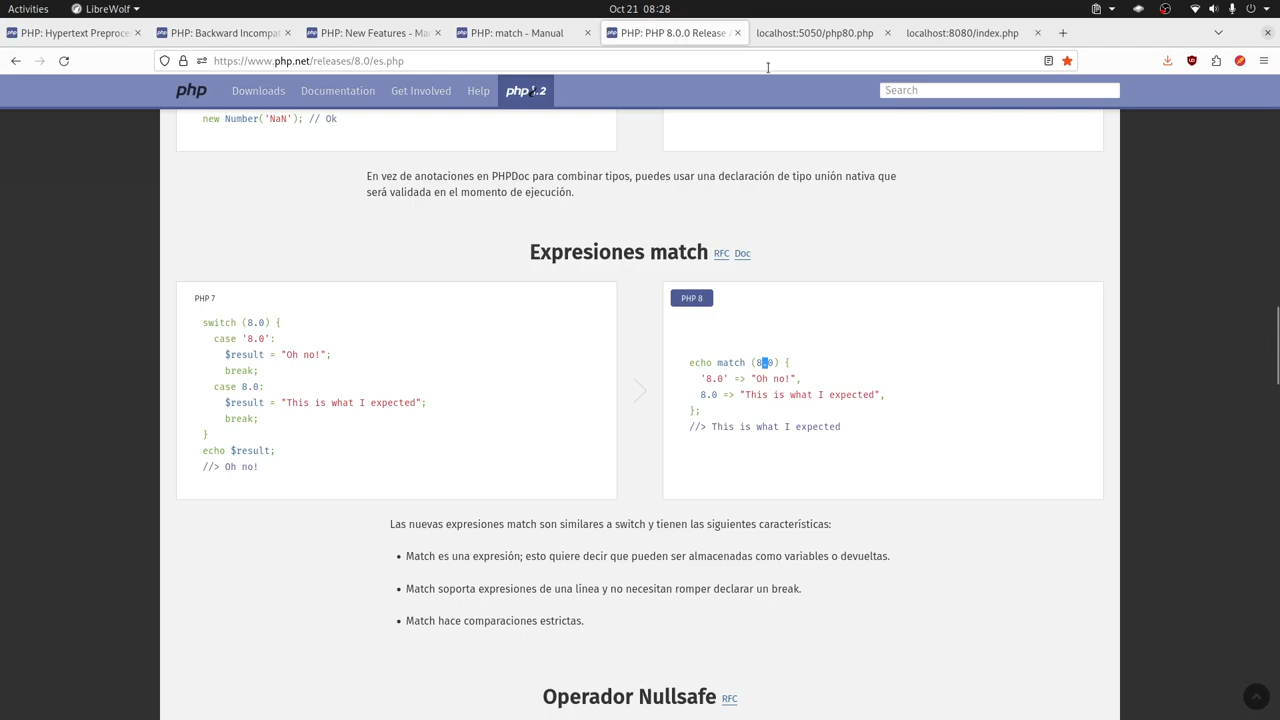 Activities
LibreWolf
Oct 21 08:28
PHP: Hypertext Preproce
PHP: Backward Incompat
PHP: New Features - Ma
PHP: match - Manual
PHP: PHP 8.0.0 Release A
localhost:5050/php80.php
localhost:8080/index.php
https://www.php.net/releases/8.0/es.php
php
Downloads
Documentation
Get Involved
Help
Search
new Number('NaN'); // Ok
En vez de anotaciones en PHPDoc para combinar tipos, puedes usar una declaración de tipo unión nativa que
será validada en el momento de ejecución.
Expresiones match RFC Doc
PHP 7
switch (8.0) {
case '8.0':
$result = "Oh no!";
break;
case 8.0:
$result = "This is what I expected";
break;
}
echo $result;
//> Oh no!
PHP 8
echo match (8.0) {
'8.0' => "Oh no!",
8.0 => "This is what I expected",
};
//> This is what I expected
Las nuevas expresiones match son similares a switch y tienen las siguientes características:
• Match es una expresión; esto quiere decir que pueden ser almacenadas como variables o devueltas.
• Match soporta expresiones de una línea y no necesitan romper declarar un break.
• Match hace comparaciones estrictas.
Operador Nullsafe RFC